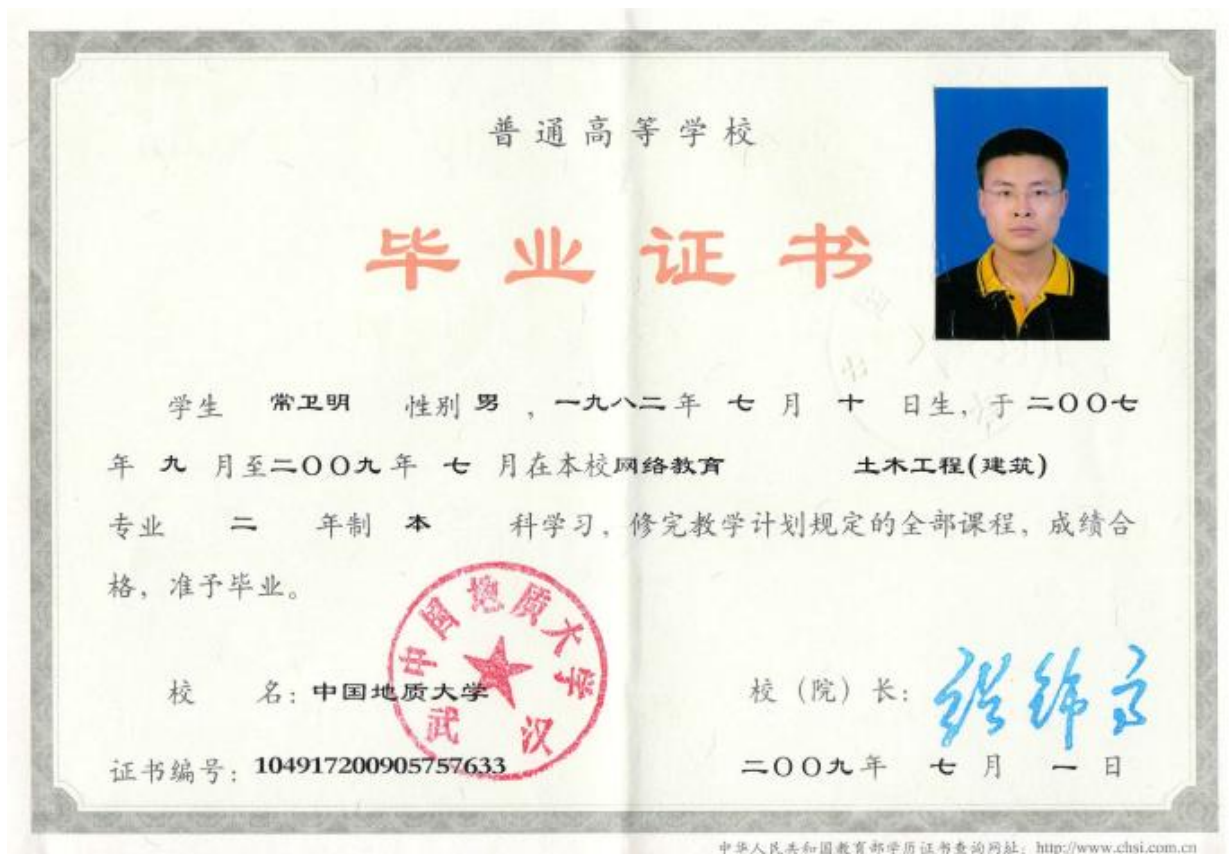 普通高等学校
毕业证书
学生 常卫明 性别 男 ，一九八二年 七 月 十 日生，于 二〇〇七
年 九 月至二〇〇九年 七 月在本校网络教育 土木工程(建筑)
专业 二 年制 本 科学习，修完教学计划规定的全部课程，成绩合
格，准予毕业。
中国地质大学
武汉
校 名：中国地质大学
校（院）长：
证书编号：104917200905757633
二〇〇九年 七 月 一 日
中华人民共和国教育部学历证书查询网址：http://www.chsi.com.cn